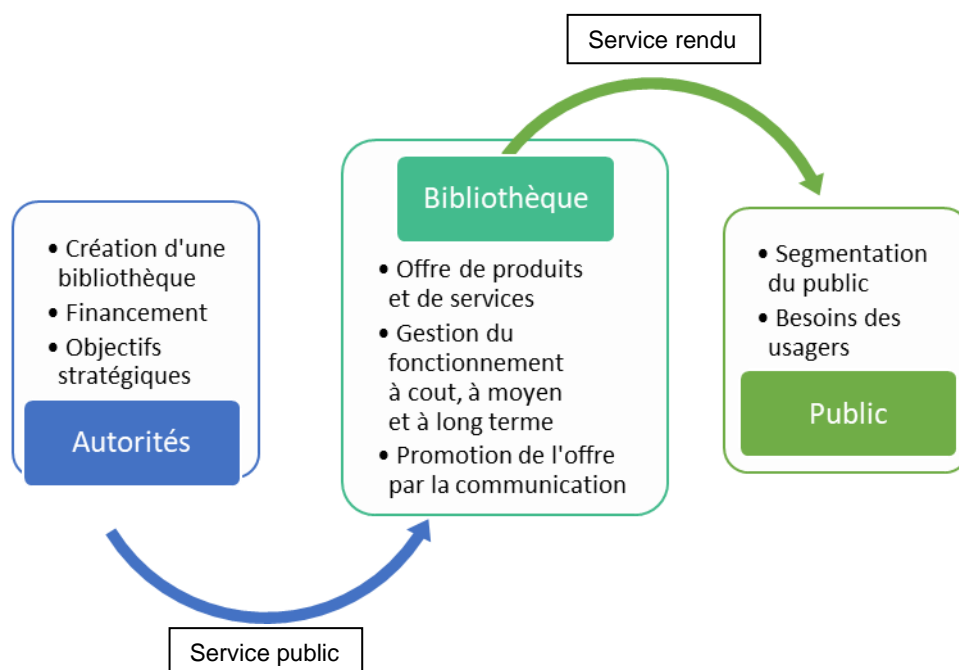 Service rendu
• Création d'une
bibliothèque
• Financement
• Objectifs
stratégiques
Autorités
Bibliothèque
• Offre de produits
et de services
• Gestion du
fonctionnement
à cout, à moyen
et à long terme
• Promotion de l'offre
par la communication
• Segmentation
du public
• Besoins des
usagers
Public
Service public